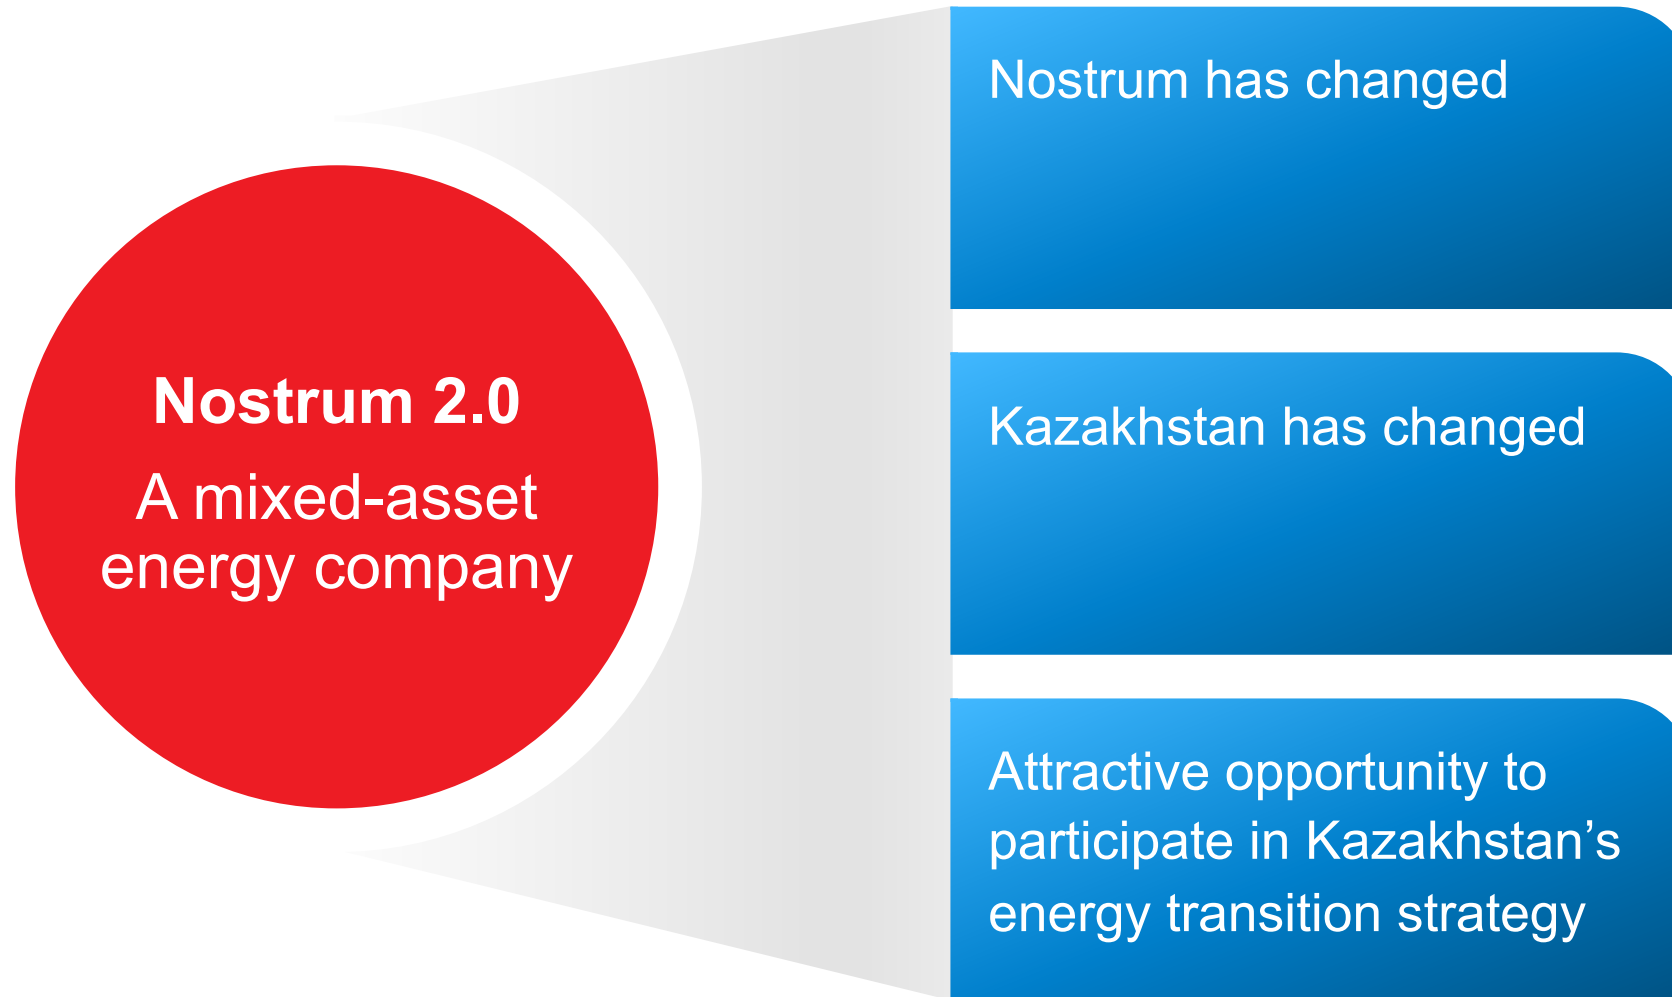 Nostrum 2.0
A mixed-asset
energy company
Nostrum has changed
Kazakhstan has changed
Attractive opportunity to
participate in Kazakhstan’s
energy transition strategy